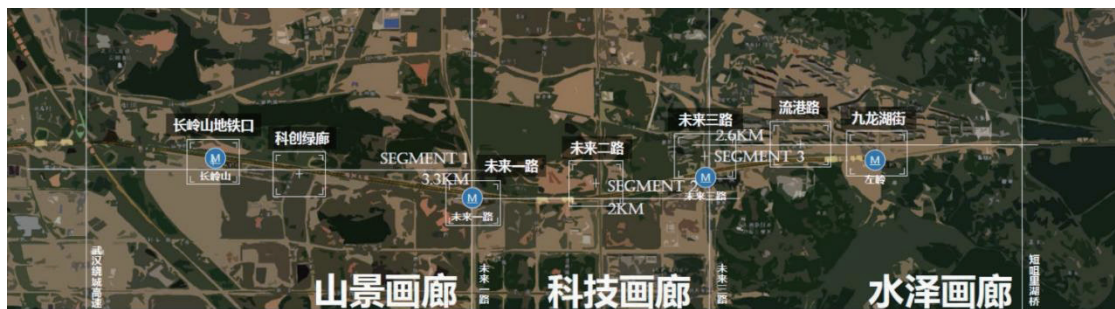 长岭山地铁口
长岭山
科创绿廊
SEGMENT 1
3.3KM
未来一路
未来一路
未来二路
SEGMENT 2
2KM
未来三路
2.6KM
SEGMENT 3
未来三路
流港路
九龙湖街
左岭
武汉绕城高速
山景画廊
未来一路
科技画廊
未来三路
水泽画廊
短咀里湖桥